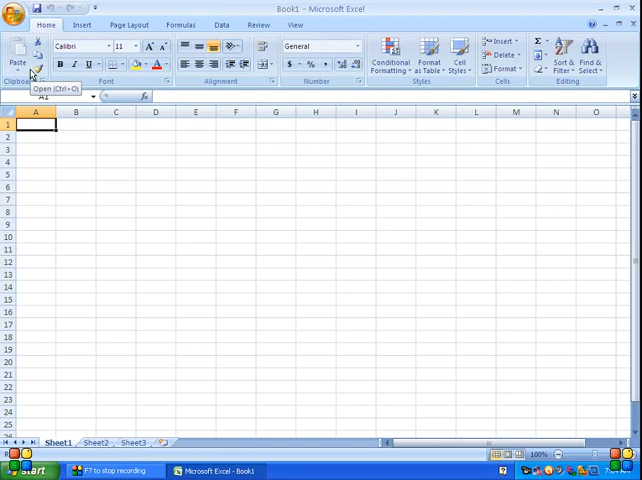 Book1 - Microsoft Excel
Home Insert Page Layout Formulas Data Review View
Paste
Calibri 11
General
Conditional Formatting
Format as Table
Cell Styles
Insert
Delete
Format
Sort & Filter
Find & Select
Clipboard Font Alignment Styles Cells Editing
Open (Ctrl+O)
A B C D E F G H I J K L M N O
1
2
3
4
5
6
7
8
9
10
11
12
13
14
15
16
17
18
19
20
21
22
23
24
25
Sheet1 Sheet2 Sheet3
100%
start F7 to stop recording Microsoft Excel - Book1